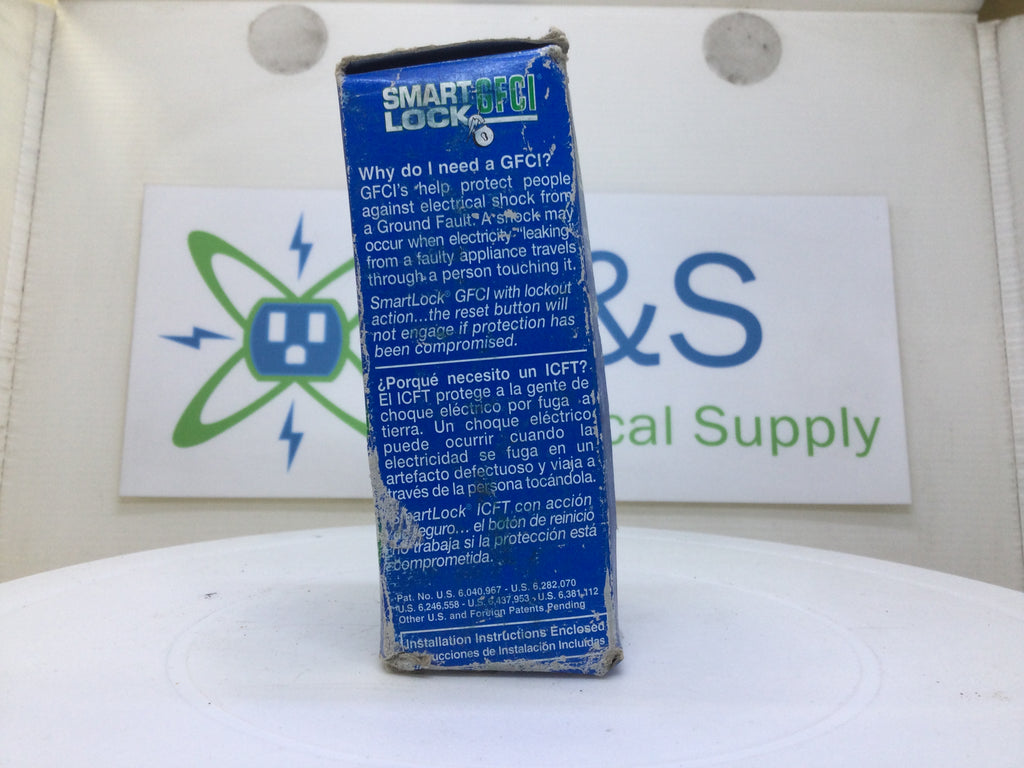 SMART GFCI
LOCK
Why do I need a GFCI?
GFCI's help protect people
against electrical shock from
a Ground Fault. A shock may
occur when electricity "leaking"
from a faulty appliance travels
through a person touching it.
SmartLock® GFCI with lockout
action...the reset button will
not engage if protection has
been compromised.
¿Porqué necesito un ICFT?
El ICFT protege a la gente de
choque eléctrico por fuga a
tierra. Un choque eléctrico
puede ocurrir cuando la
electricidad se fuga en un
artefacto defectuoso y viaja a
través de la persona tocándola.
SmartLock® ICFT con acción
de seguro... el botón de reinicio
no trabaja si la protección está
comprometida.
Pat. No. U.S. 6,040,967 - U.S. 6,282,070
U.S. 6,246,558 - U.S. 6,437,953 - U.S. 6,381,112
Other U.S. and Foreign Patents Pending
Installation Instructions Enclosed
ucciones de Instalación Incluidas
&S
cal Supply